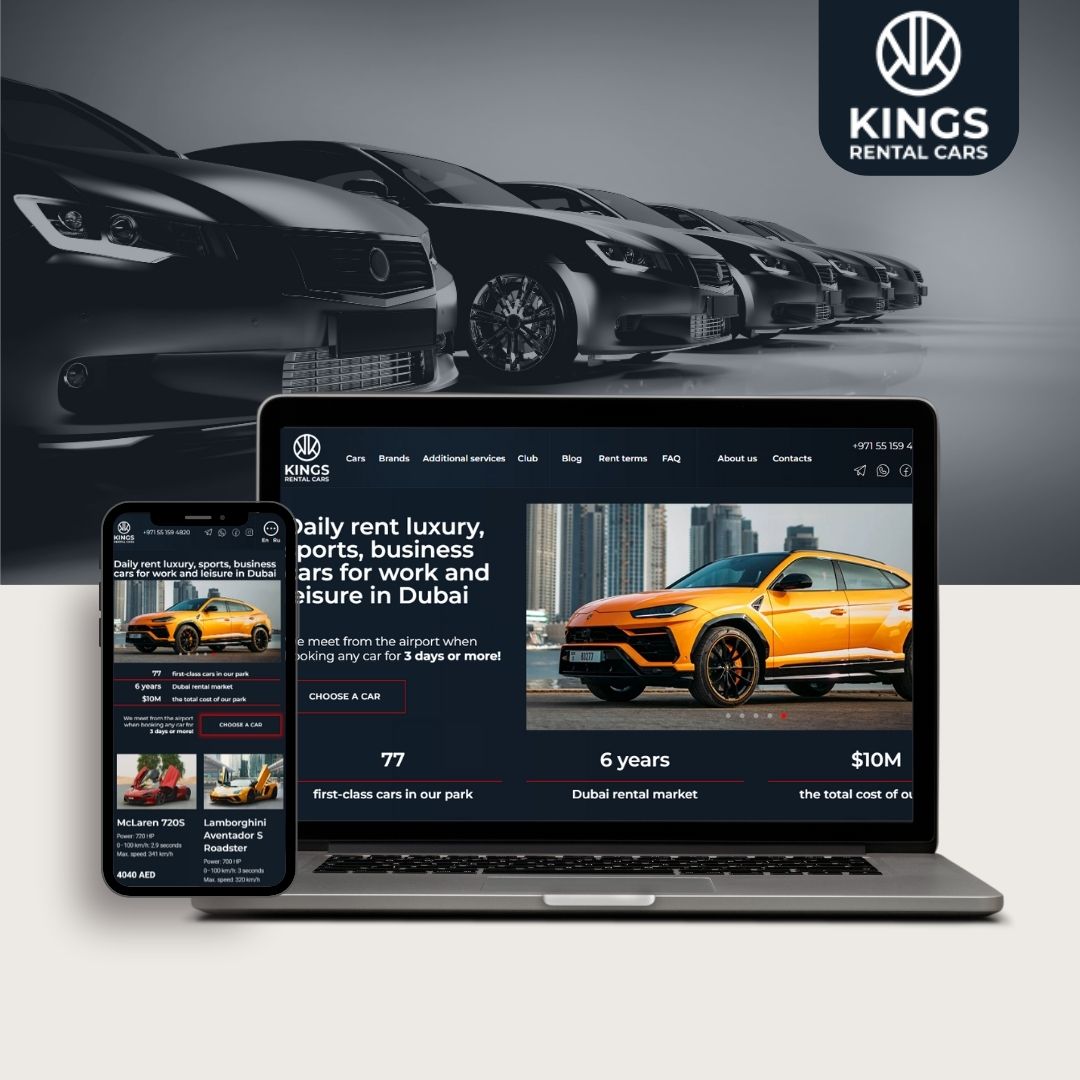 KINGS
RENTAL CARS
KINGS
RENTAL CARS
Cars Brands Additional services Club Blog Rent terms FAQ About us Contacts
+971 55 159 4
Daily rent luxury,
ports, business
ars for work and
eisure in Dubai
e meet from the airport when
ooking any car for 3 days or more!
CHOOSE A CAR
77
first-class cars in our park
6 years
Dubai rental market
$10M
the total cost of ou
KINGS
RENTAL CARS
+971 55 159 4820
En Ru
Daily rent luxury, sports, business
cars for work and leisure in Dubai
77 first-class cars in our park
6 years Dubai rental market
$10M the total cost of our park
We meet from the airport
when booking any car for
3 days or more!
CHOOSE A CAR
McLaren 720S
Power: 720 HP
0 - 100 km/h: 2.9 seconds
Max. speed: 341 km/h
4040 AED
Lamborghini
Aventador S
Roadster
Power: 700 HP
0 - 100 km/h: 3 seconds
Max. speed: 320 km/h